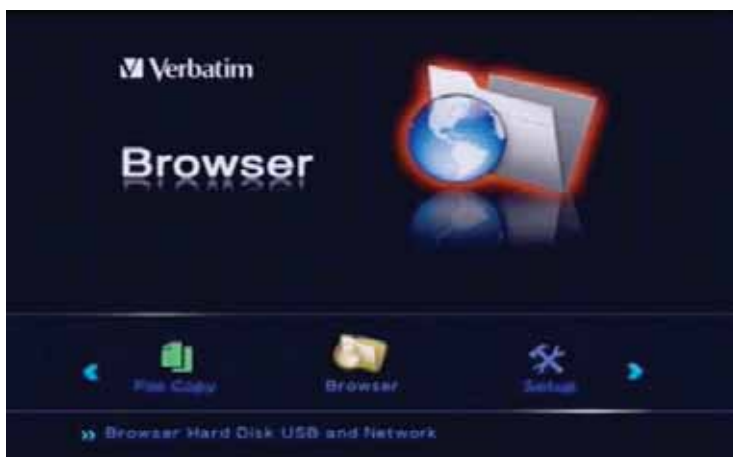 Verbatim
Browser
File Copy
Browser
Setup
Browser Hard Disk USB and Network